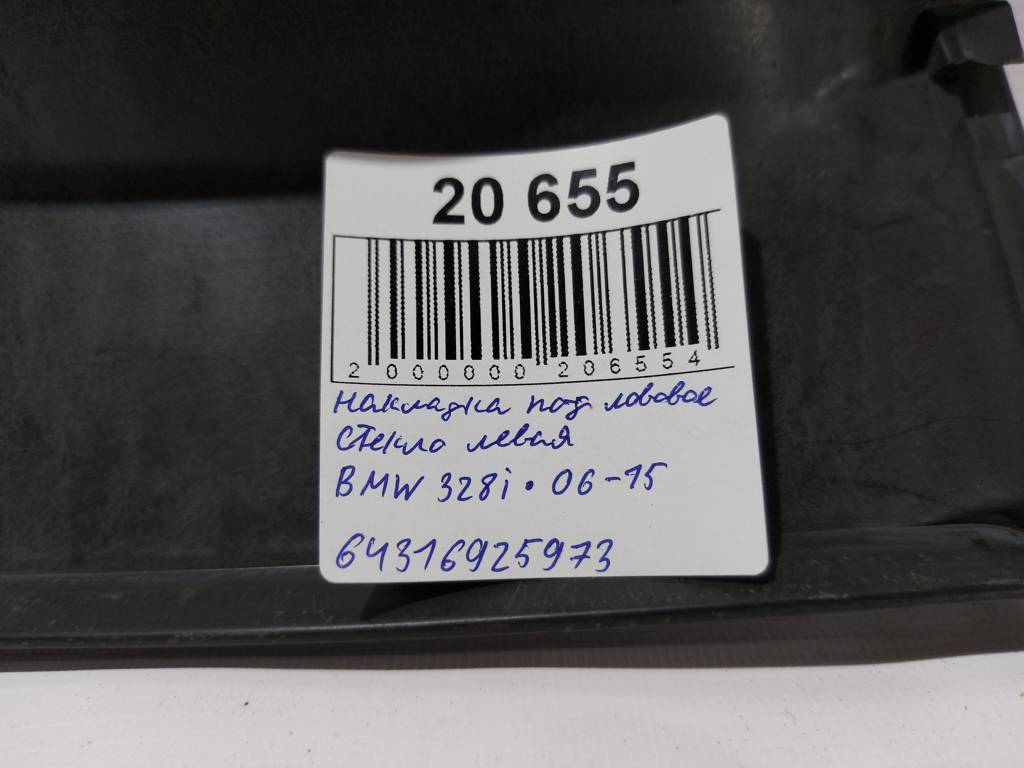 20 655
2 000000 206554
накладка под лобовое
стекло левая
BMW 328i • 06-15
64316925973